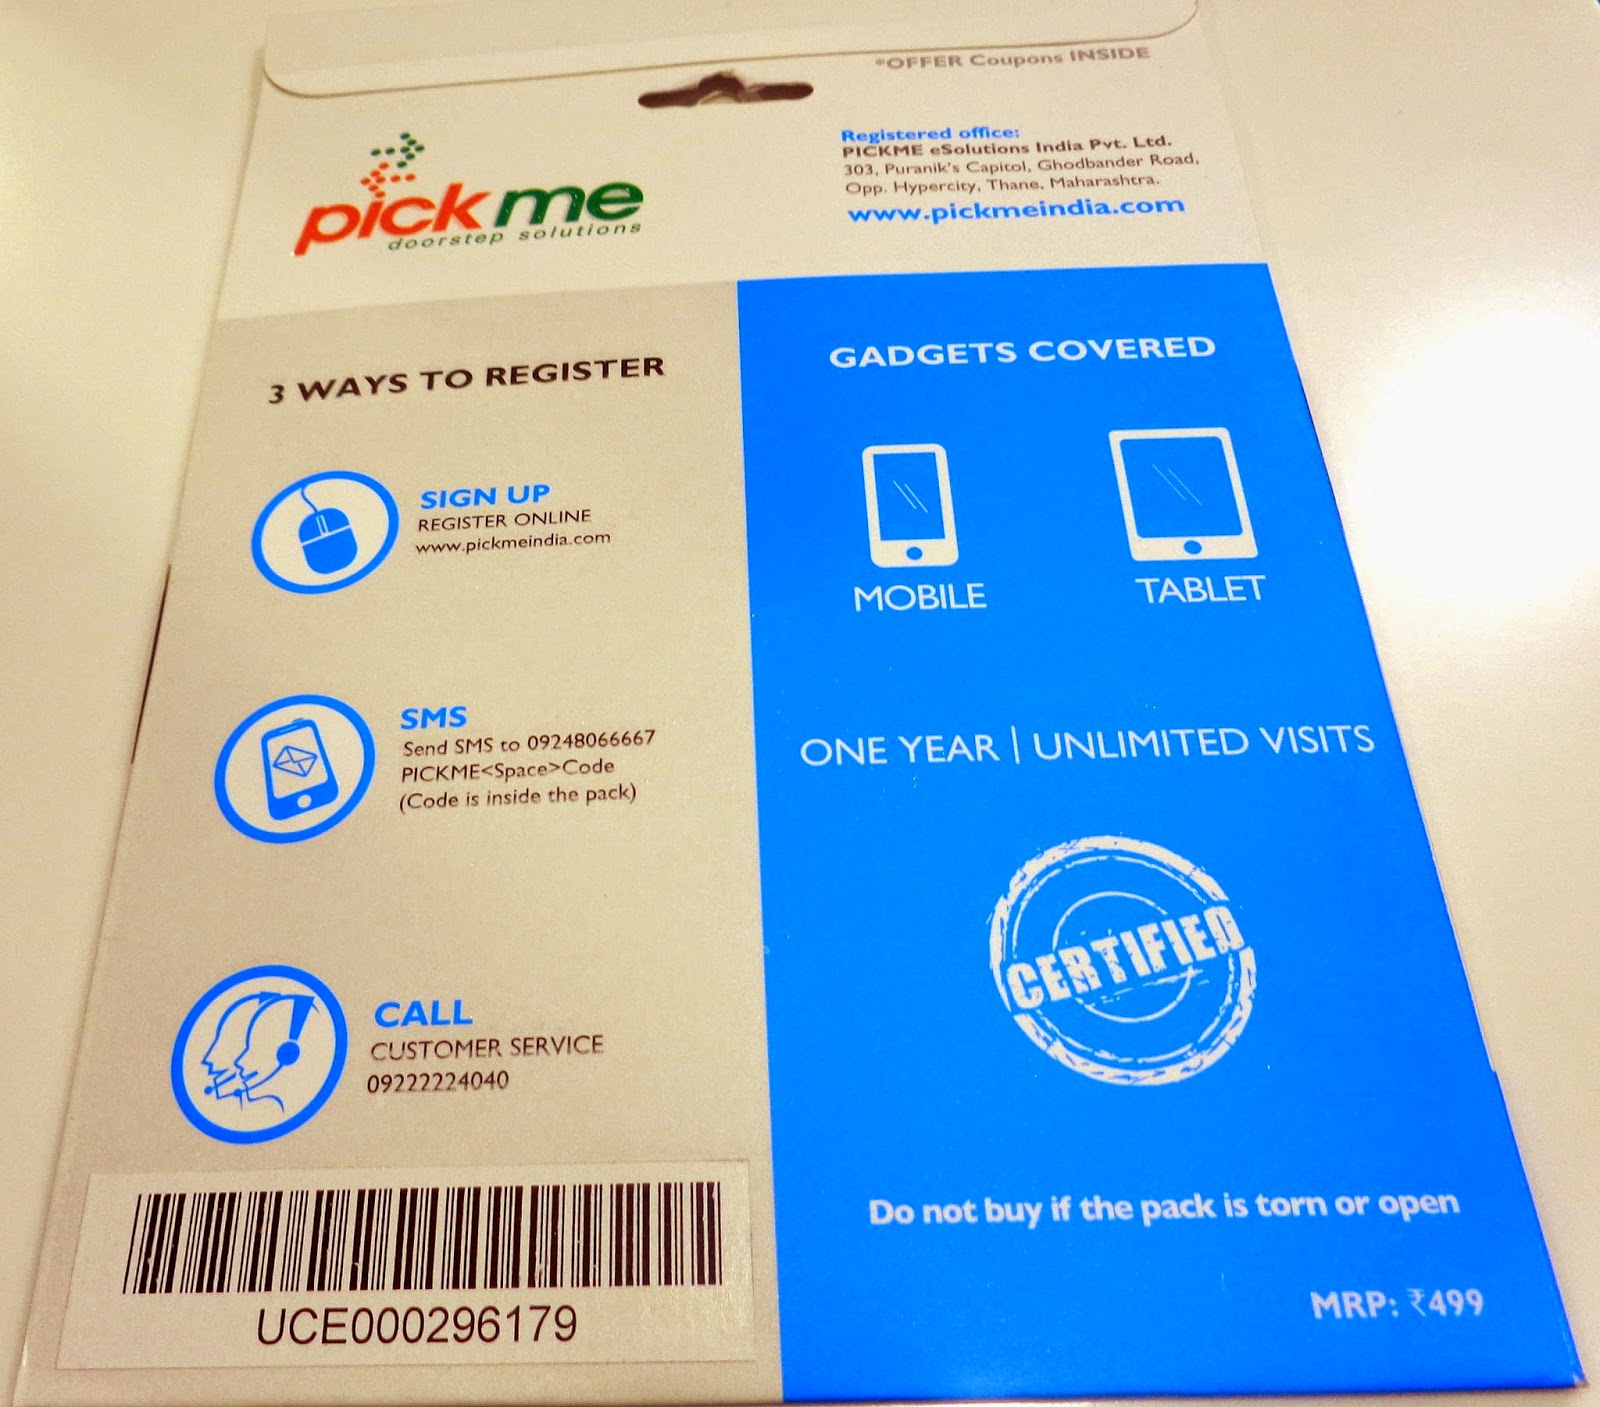 *OFFER Coupons INSIDE
pickme
doorstep solutions
Registered office:
PICKME eSolutions India Pvt. Ltd.
303, Puranik's Capitol, Ghodbander Road,
Opp. Hypercity, Thane, Maharashtra.
www.pickmeindia.com
3 WAYS TO REGISTER
SIGN UP
REGISTER ONLINE
www.pickmeindia.com
SMS
Send SMS to 09248066667
PICKME<Space>Code
(Code is inside the pack)
CALL
CUSTOMER SERVICE
09222224040
UCE000296179
GADGETS COVERED
MOBILE
TABLET
ONE YEAR | UNLIMITED VISITS
CERTIFIED
Do not buy if the pack is torn or open
MRP: ₹499